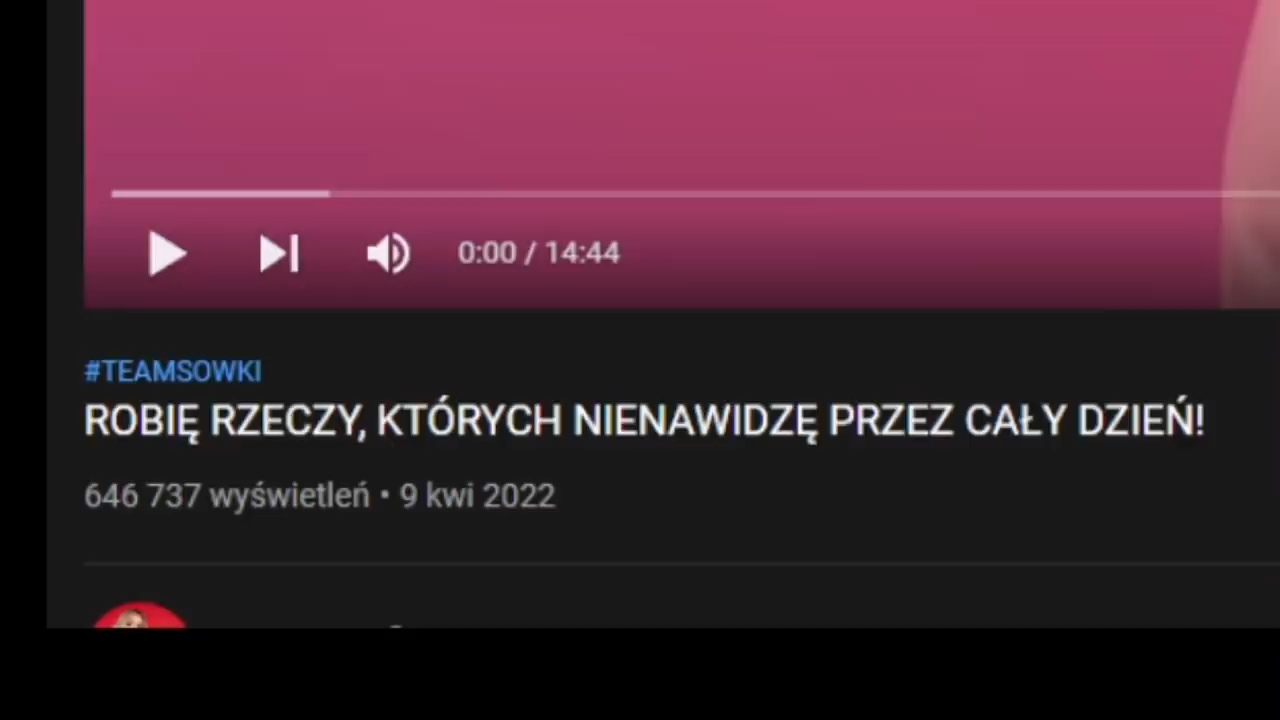 0:00 / 14:44
#TEAMSOWKI
ROBIĘ RZECZY, KTÓRYCH NIENAWIDZĘ PRZEZ CAŁY DZIEŃ!
646 737 wyświetleń • 9 kwi 2022